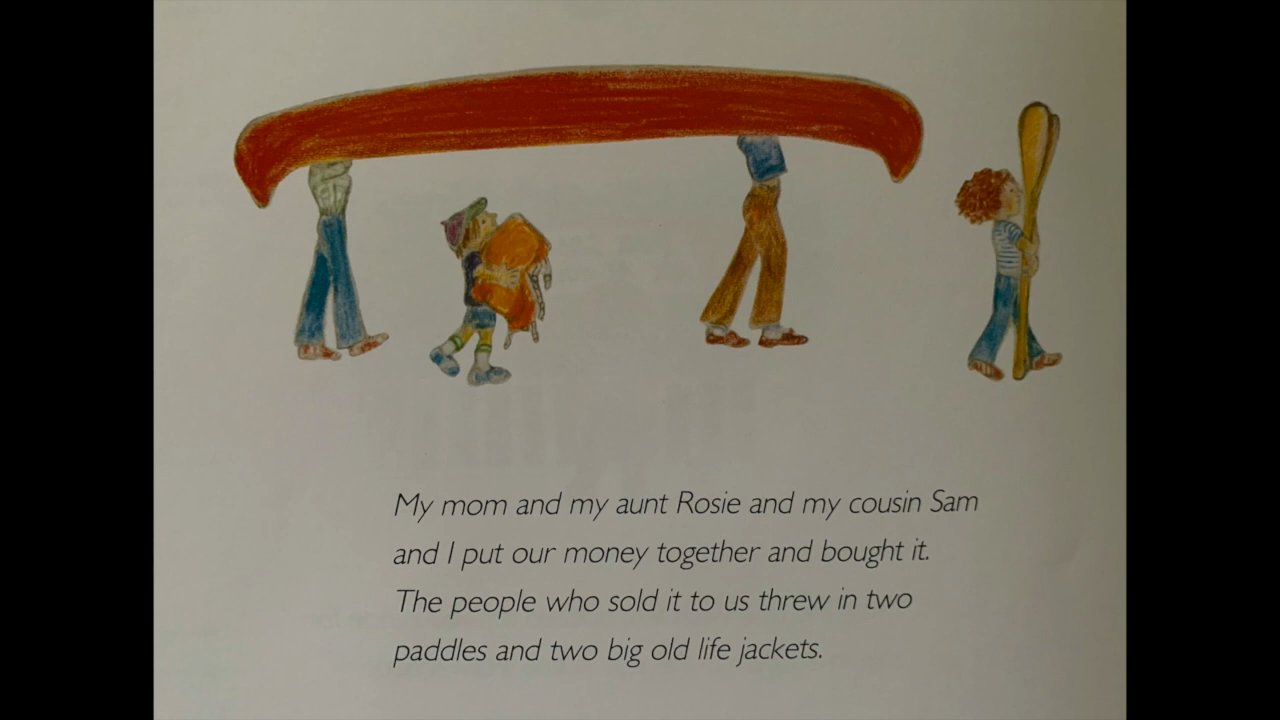 My mom and my aunt Rosie and my cousin Sam
and I put our money together and bought it.
The people who sold it to us threw in two
paddles and two big old life jackets.